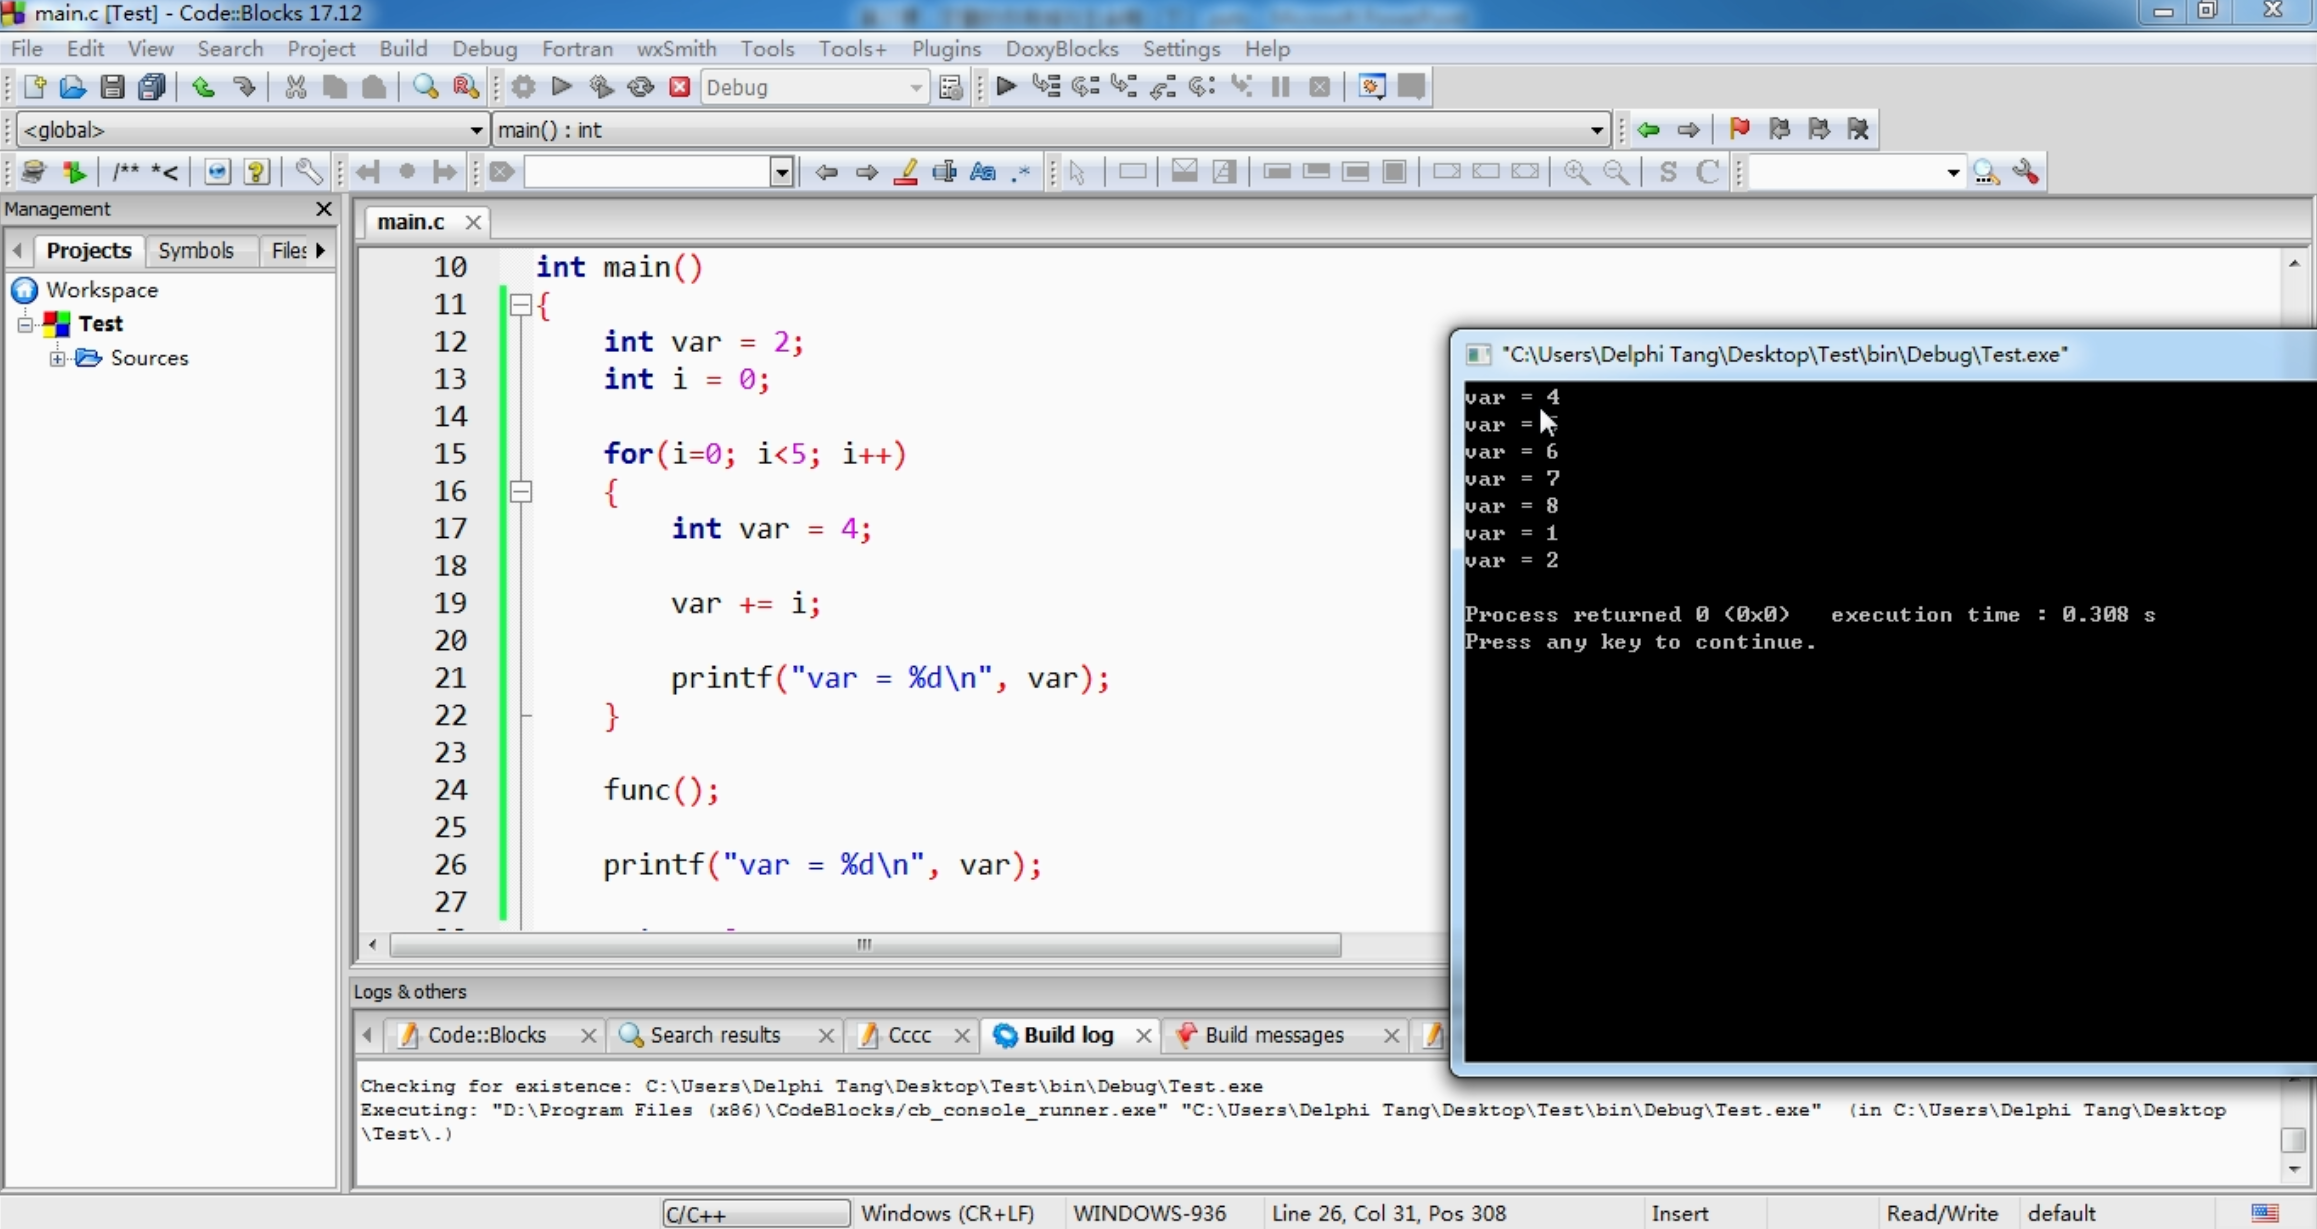 main.c [Test] - Code::Blocks 17.12
File Edit View Search Project Build Debug Fortran wxSmith Tools Tools+ Plugins DoxyBlocks Settings Help
Debug
<global> main() : int
/** *<
S C
Management
main.c
Projects Symbols Files
Workspace
Test
Sources
10 int main()
11 {
12 int var = 2;
13 int i = 0;
14
15 for(i=0; i<5; i++)
16 {
17 int var = 4;
18
19 var += i;
20
21 printf("var = %d\n", var);
22 }
23
24 func();
25
26 printf("var = %d\n", var);
27
"C:\Users\Delphi Tang\Desktop\Test\bin\Debug\Test.exe"
var = 4
var =
var = 6
var = 7
var = 8
var = 1
var = 2
Process returned 0 (0x0) execution time : 0.308 s
Press any key to continue.
Logs & others
Code::Blocks Search results Cccc Build log Build messages
Checking for existence: C:\Users\Delphi Tang\Desktop\Test\bin\Debug\Test.exe
Executing: "D:\Program Files (x86)\CodeBlocks/cb_console_runner.exe" "C:\Users\Delphi Tang\Desktop\Test\bin\Debug\Test.exe" (in C:\Users\Delphi Tang\Desktop
\Test\.)
C/C++ Windows (CR+LF) WINDOWS-936 Line 26, Col 31, Pos 308 Insert Read/Write default